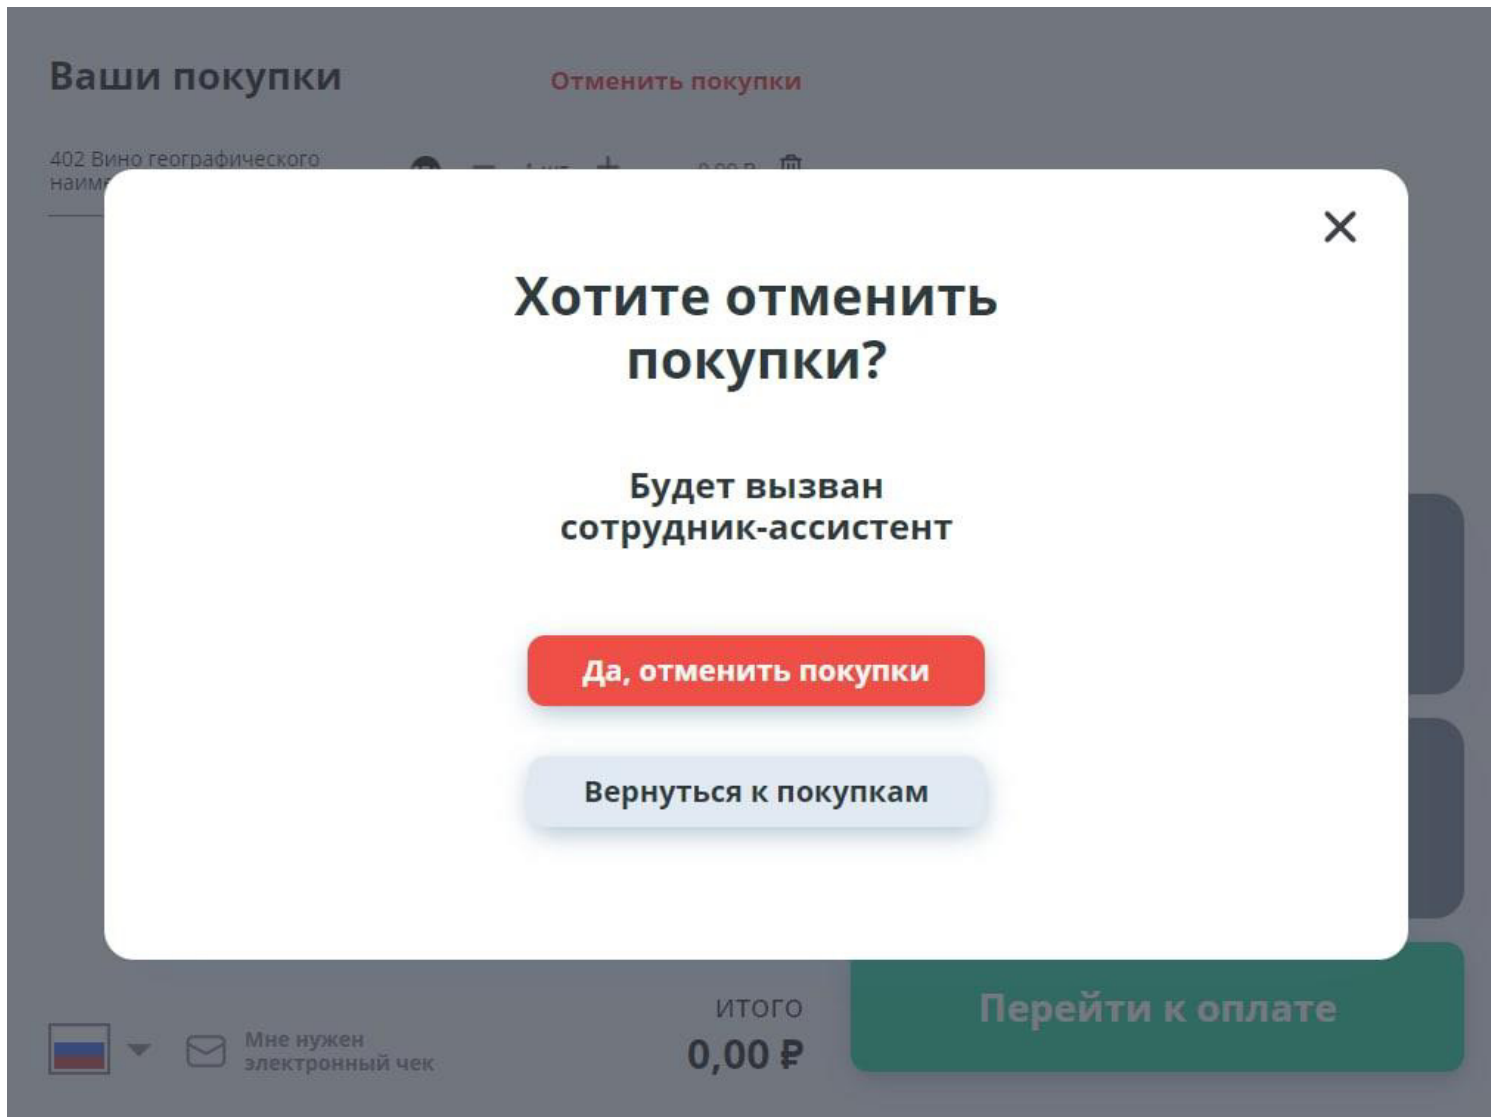 Ваши покупки
Отменить покупки
402 Вино географического
Хотите отменить
покупки?
Будет вызван
сотрудник-ассистент
Да, отменить покупки
Вернуться к покупкам
Перейти к оплате
ИТОГО
0,00 ₽
Мне нужен
электронный чек